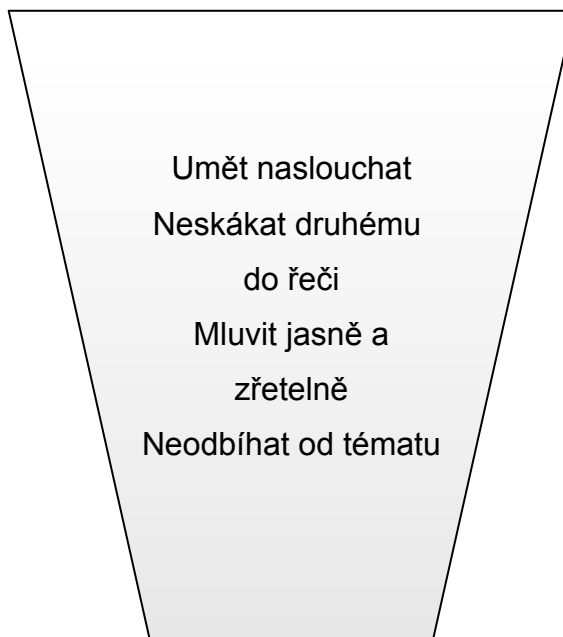 Umět naslouchat
Neskákat druhému
do řeči
Mluvit jasně a
zřetelně
Neodbíhat od tématu